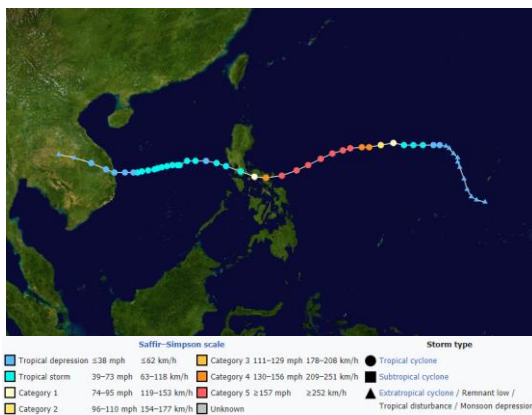 Saffir–Simpson scale
Storm type
Tropical depression ≤38 mph ≤62 km/h Category 3 111–129 mph 178–208 km/h Tropical cyclone
Tropical storm 39–73 mph 63–118 km/h Category 4 130–156 mph 209–251 km/h Subtropical cyclone
Category 1 74–95 mph 119–153 km/h Category 5 ≥157 mph ≥252 km/h Extratropical cyclone / Remnant low /
Tropical disturbance / Monsoon depression
Category 2 96–110 mph 154–177 km/h Unknown